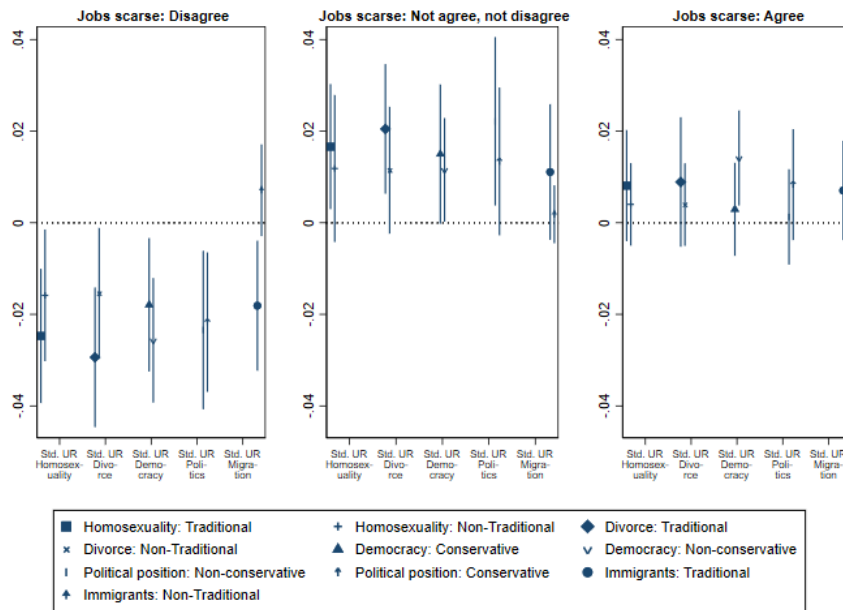 Jobs scarse: Disagree
Jobs scarse: Not agree, not disagree
Jobs scarse: Agree
.04
.02
0
-.02
-.04
.04
.02
0
-.02
-.04
.04
.02
0
-.02
-.04
Std. UR Std. UR Std. UR Std. UR Std. UR
Homosex- Divo- Demo- Poli- Migra-
uality rce cracy tics tion
Std. UR Std. UR Std. UR Std. UR Std. UR
Homosex- Divo- Demo- Poli- Migra-
uality rce cracy tics tion
Std. UR Std. UR Std. UR Std. UR Std. UR
Homosex- Divo- Demo- Poli- Migra-
uality rce cracy tics tion
Homosexuality: Traditional
Homosexuality: Non-Traditional
Divorce: Traditional
Divorce: Non-Traditional
Democracy: Conservative
Democracy: Non-conservative
Political position: Non-conservative
Political position: Conservative
Immigrants: Traditional
Immigrants: Non-Traditional